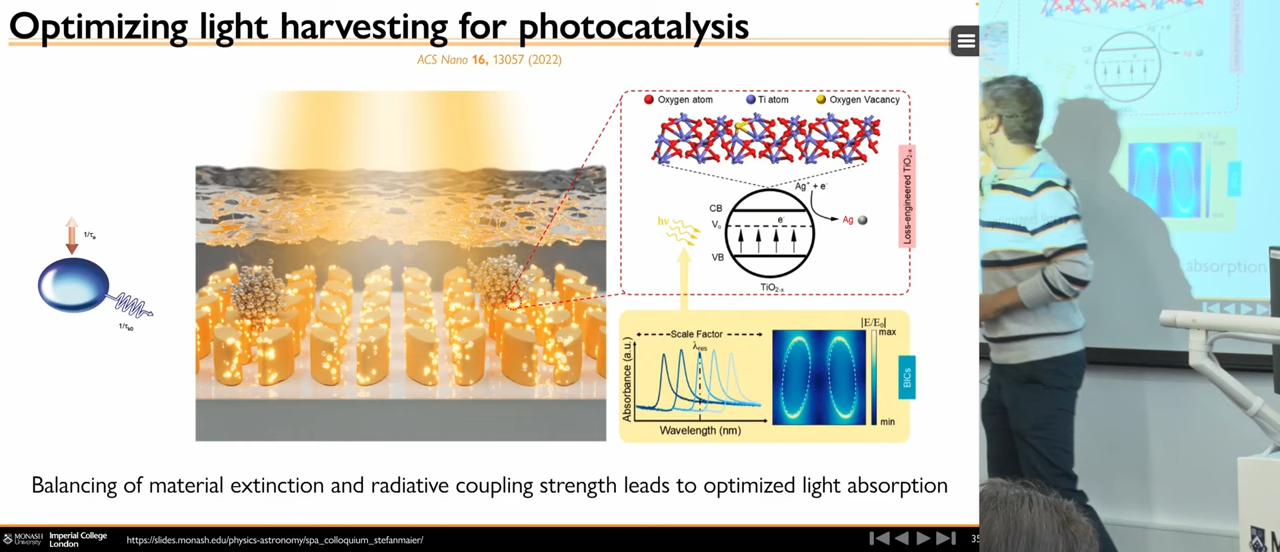 Optimizing light harvesting for photocatalysis
ACS Nano 16, 13057 (2022)
Oxygen atom
Ti atom
Oxygen Vacancy
Ag⁺ + e⁻
CB
e⁻
Ag
hν
V₀
VB
TiO₂₋ₓ
Loss-engineered TiO₂₋ₓ
1/τₑ
Scale Factor
λres
|E/E₀|
max
Absorbance (a.u.)
Wavelength (nm)
min
BICs
absorption
Balancing of material extinction and radiative coupling strength leads to optimized light absorption
MONASH University
Imperial College London
https://slides.monash.edu/physics-astronomy/spa_colloquium_stefanmaier/